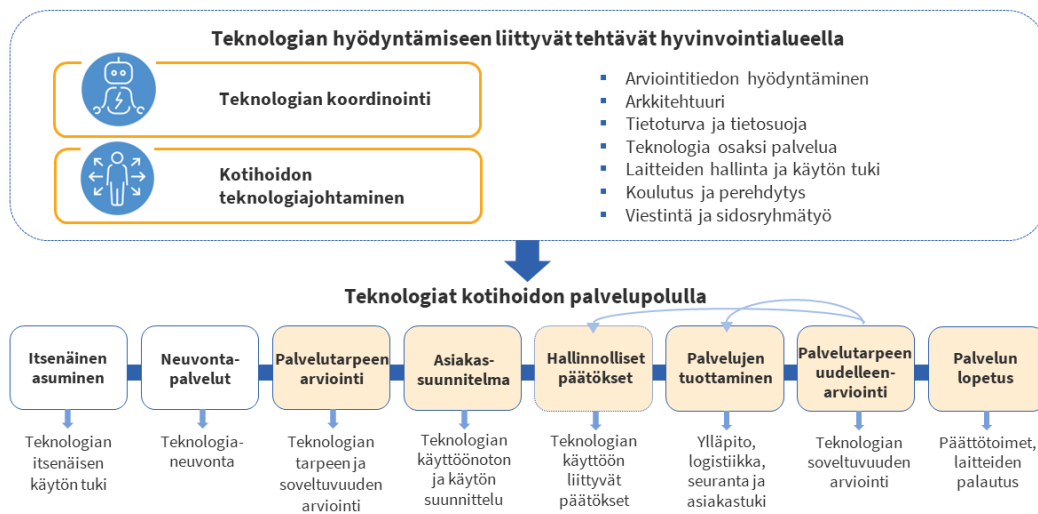 Teknologian hyödyntämiseen liittyvät tehtävät hyvinvointialueella
Teknologian koordinointi
Kotihoidon
teknologiajohtaminen
▪ Arviointitiedon hyödyntäminen
▪ Arkkitehtuuri
▪ Tietoturva ja tietosuoja
▪ Teknologia osaksi palvelua
▪ Laitteiden hallinta ja käytön tuki
▪ Koulutus ja perehdytys
▪ Viestintä ja sidosryhmätyö
Teknologiat kotihoidon palvelupolulla
Itsenäinen
asuminen
Teknologian
itsenäisen
käytön tuki
Neuvonta-
palvelut
Teknologia-
neuvonta
Palvelutarpeen
arviointi
Teknologian
tarpeen ja
soveltuvuuden
arviointi
Asiakas-
suunnitelma
Teknologian
käyttöönoton
ja käytön
suunnittelu
Hallinnolliset
päätökset
Teknologian
käyttöön
liittyvät
päätökset
Palvelujen
tuottaminen
Ylläpito,
logistiikka,
seuranta ja
asiakastuki
Palvelutarpeen
uudelleen-
arviointi
Teknologian
soveltuvuuden
arviointi
Palvelun
lopetus
Päättötoimet,
laitteiden
palautus